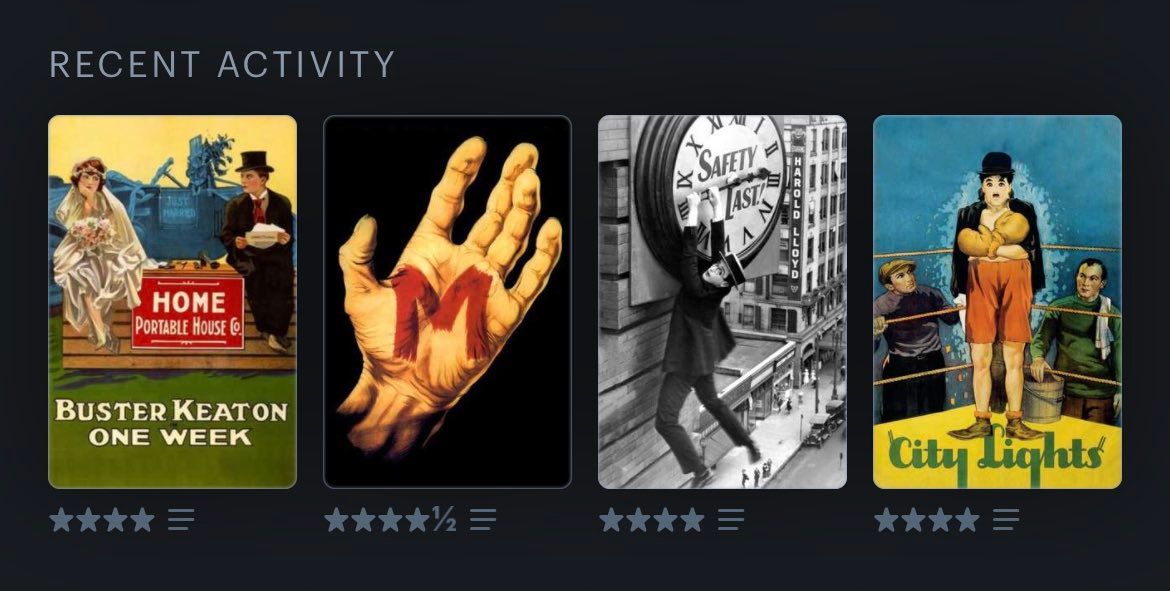 RECENT ACTIVITY
JUST
MARRIED
HOME
PORTABLE HOUSE CO.
BUSTER KEATON
ONE WEEK
M
SAFETY
LAST!
HAROLD LLOYD
"City Lights"
★★★★
★★★★½
★★★★
★★★★